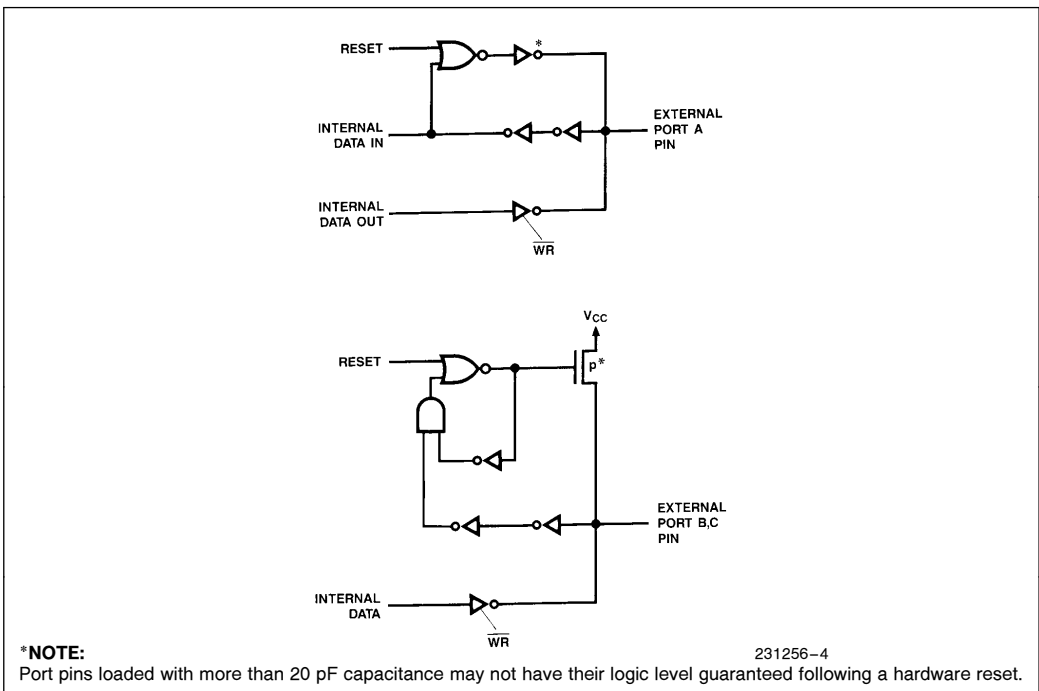 RESET
*
INTERNAL
DATA IN
EXTERNAL
PORT A
PIN
INTERNAL
DATA OUT
W̅R̅
VCC
RESET
p*
EXTERNAL
PORT B,C
PIN
INTERNAL
DATA
W̅R̅
*NOTE:
231256–4
Port pins loaded with more than 20 pF capacitance may not have their logic level guaranteed following a hardware reset.